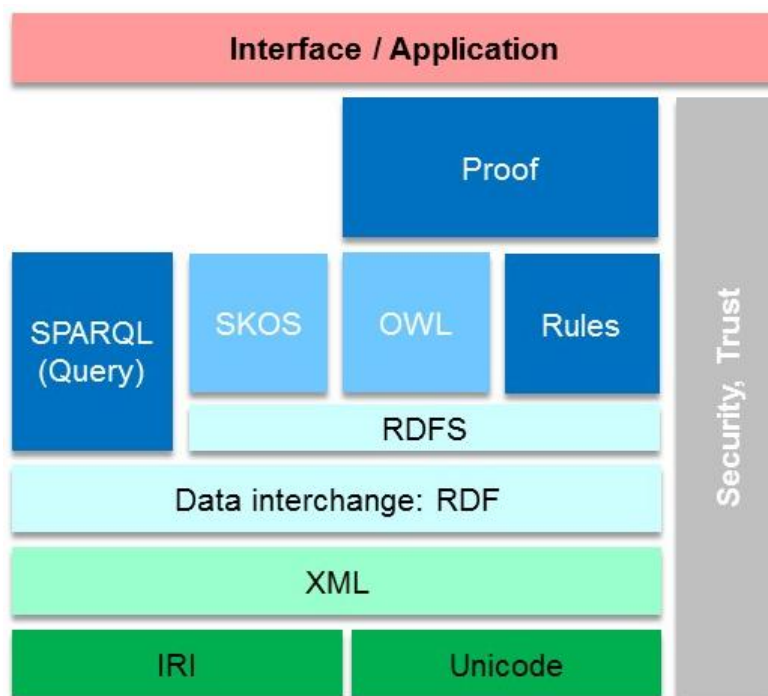 Interface / Application
Proof
SPARQL
(Query)
SKOS
OWL
Rules
RDFS
Data interchange: RDF
XML
IRI
Unicode
Security, Trust